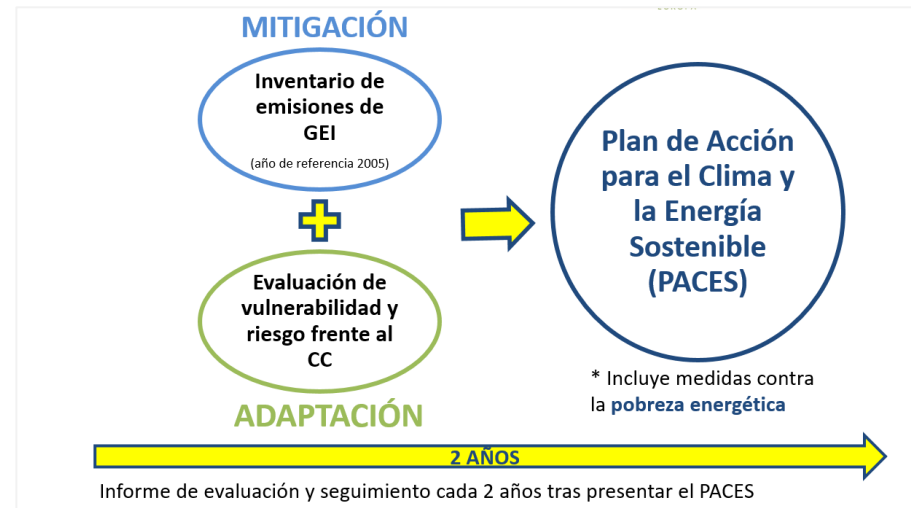 MITIGACIÓN
Inventario de
emisiones de
GEI
(año de referencia 2005)
Evaluación de
vulnerabilidad y
riesgo frente al
CC
ADAPTACIÓN
Plan de Acción
para el Clima y
la Energía
Sostenible
(PACES)
* Incluye medidas contra
la pobreza energética
2 AÑOS
Informe de evaluación y seguimiento cada 2 años tras presentar el PACES